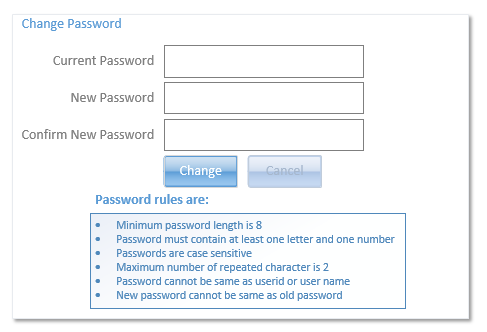 Change Password
Current Password
New Password
Confirm New Password
Change Cancel
Password rules are:
• Minimum password length is 8
• Password must contain at least one letter and one number
• Passwords are case sensitive
• Maximum number of repeated character is 2
• Password cannot be same as userid or user name
• New password cannot be same as old password